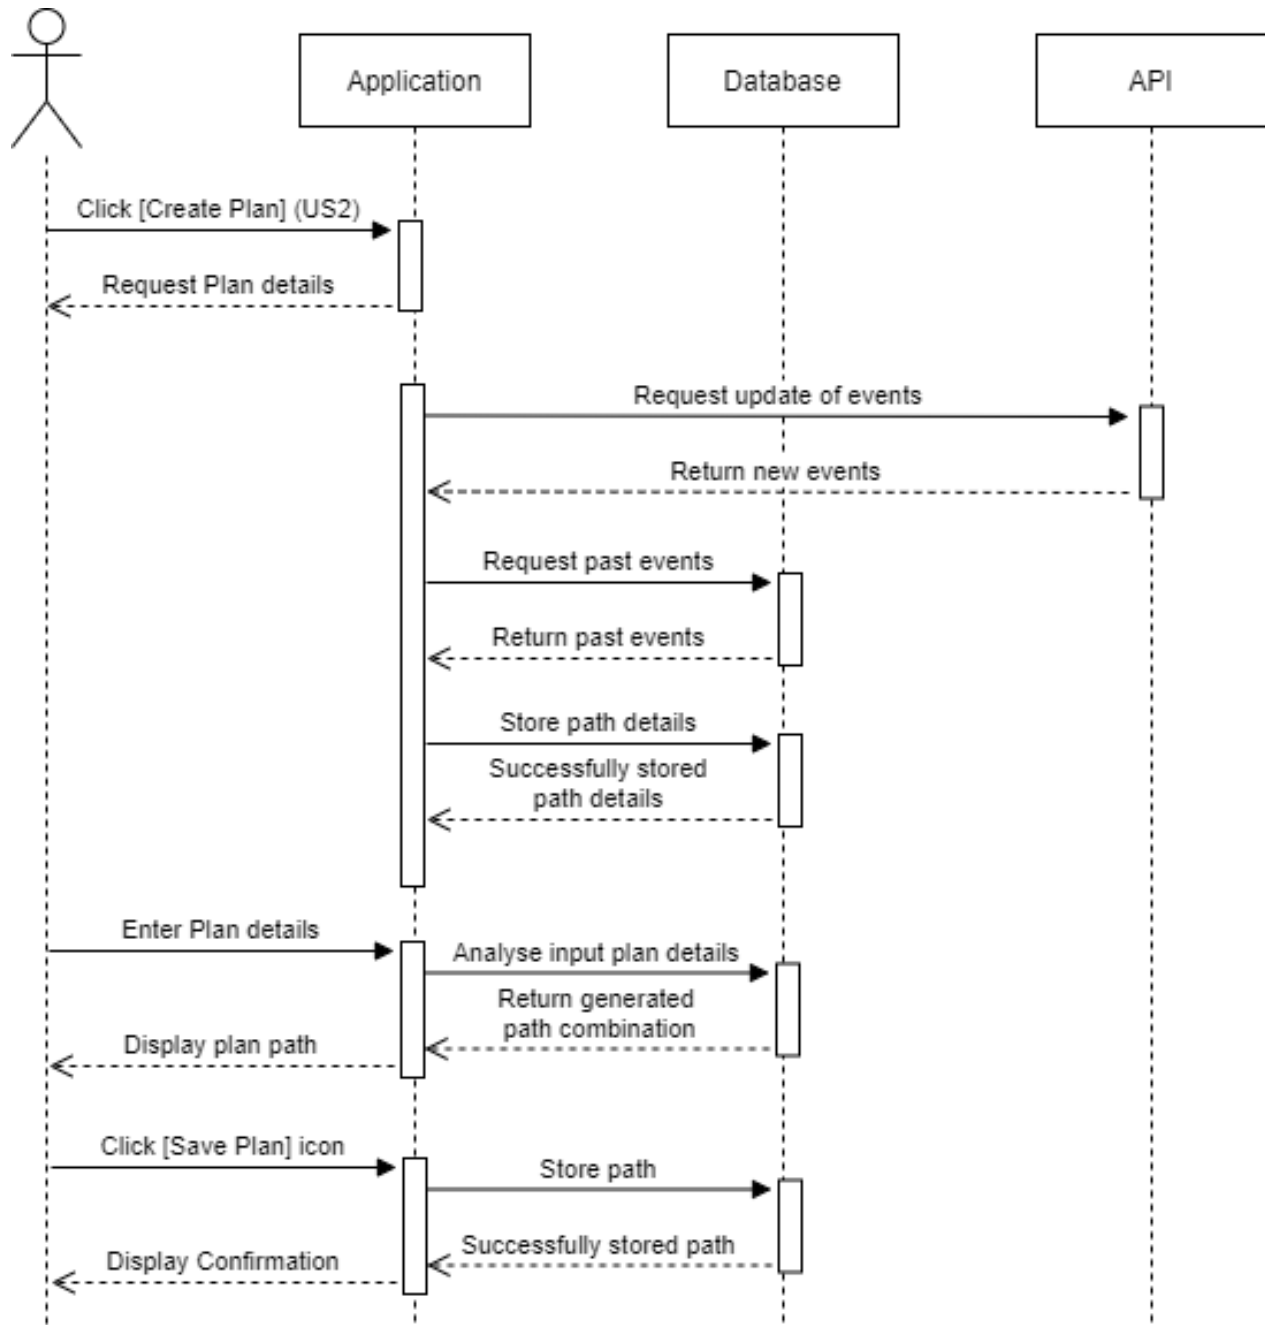 Application
Database
API
Click [Create Plan] (US2)
Request Plan details
Request update of events
Return new events
Request past events
Return past events
Store path details
Successfully stored
path details
Enter Plan details
Analyse input plan details
Return generated
path combination
Display plan path
Click [Save Plan] icon
Store path
Successfully stored path
Display Confirmation